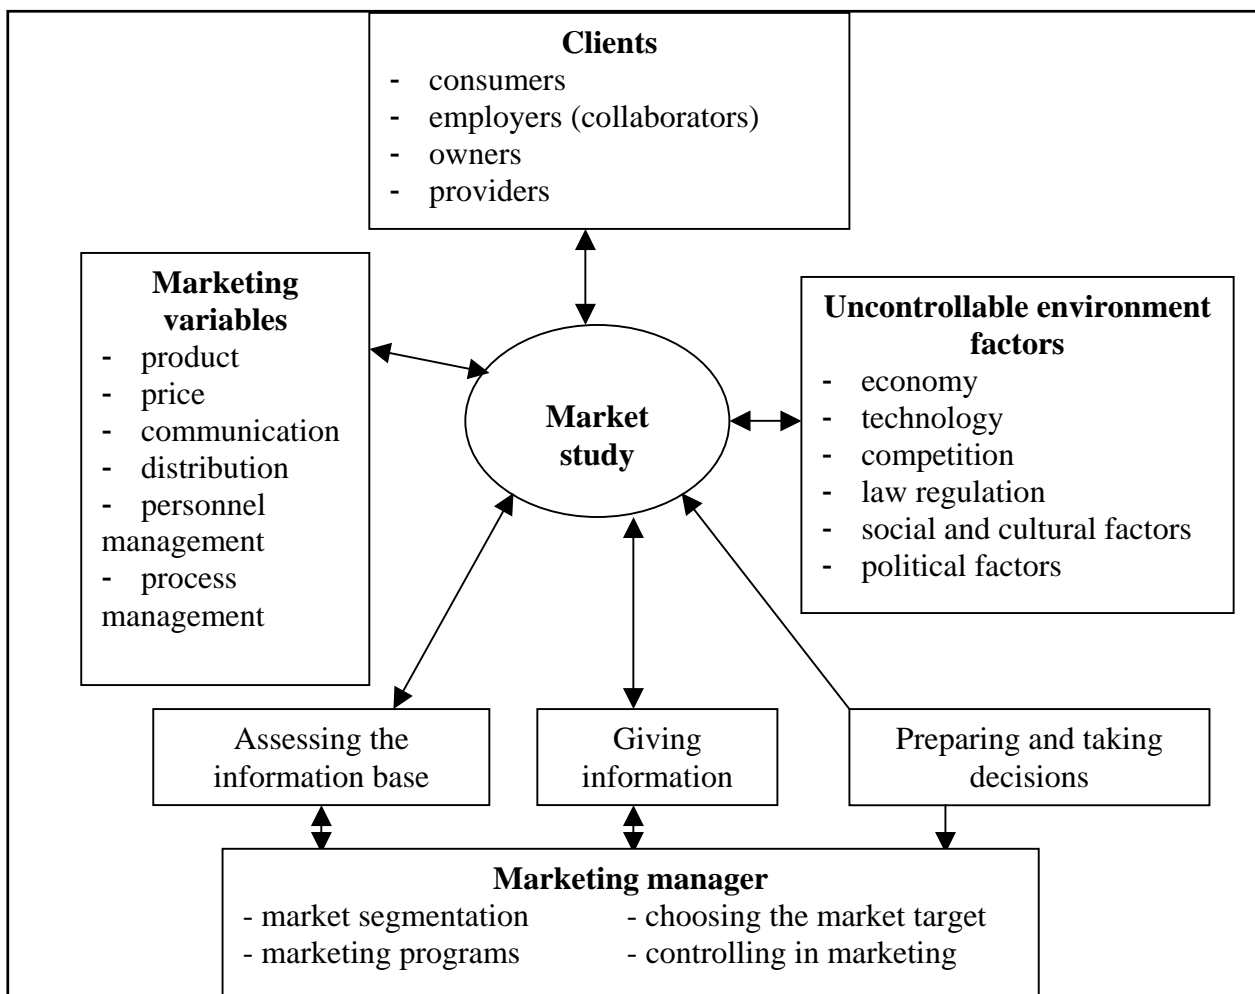 Clients
- consumers
- employers (collaborators)
- owners
- providers
Marketing
variables
- product
- price
- communication
- distribution
- personnel
management
- process
management
Market
study
Uncontrollable environment
factors
- economy
- technology
- competition
- law regulation
- social and cultural factors
- political factors
Assessing the
information base
Giving
information
Preparing and taking
decisions
Marketing manager
- market segmentation - choosing the market target
- marketing programs - controlling in marketing